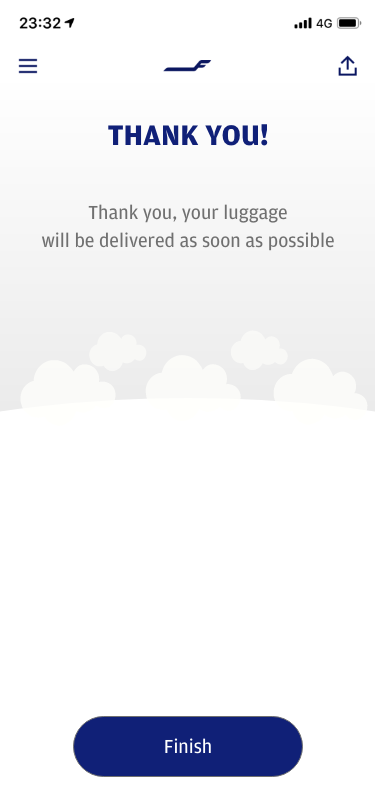 23:32
4G
THANK YOU!
Thank you, your luggage
will be delivered as soon as possible
Finish